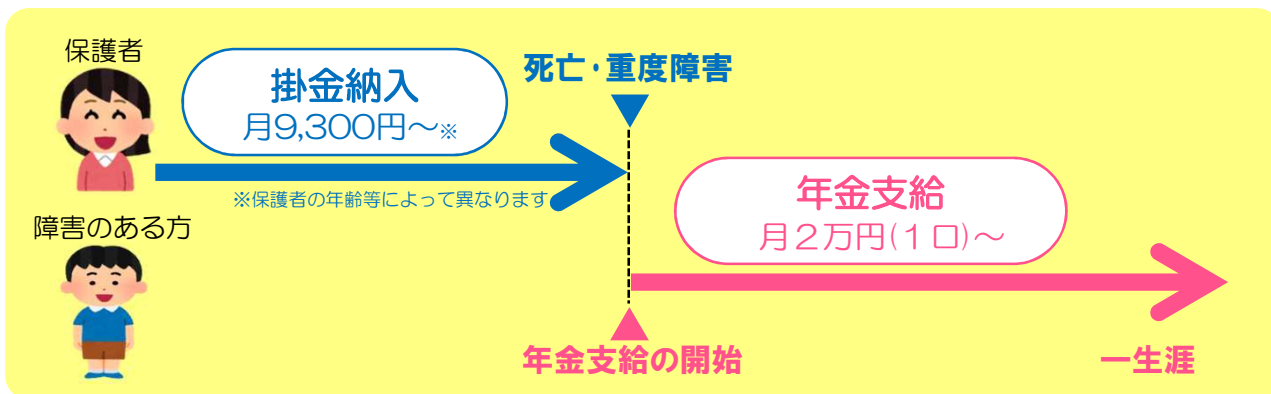 保護者
掛金納入
月9,300円～※
※保護者の年齢等によって異なります
死亡・重度障害
障害のある方
年金支給
月２万円(１口)～
年金支給の開始
一生涯